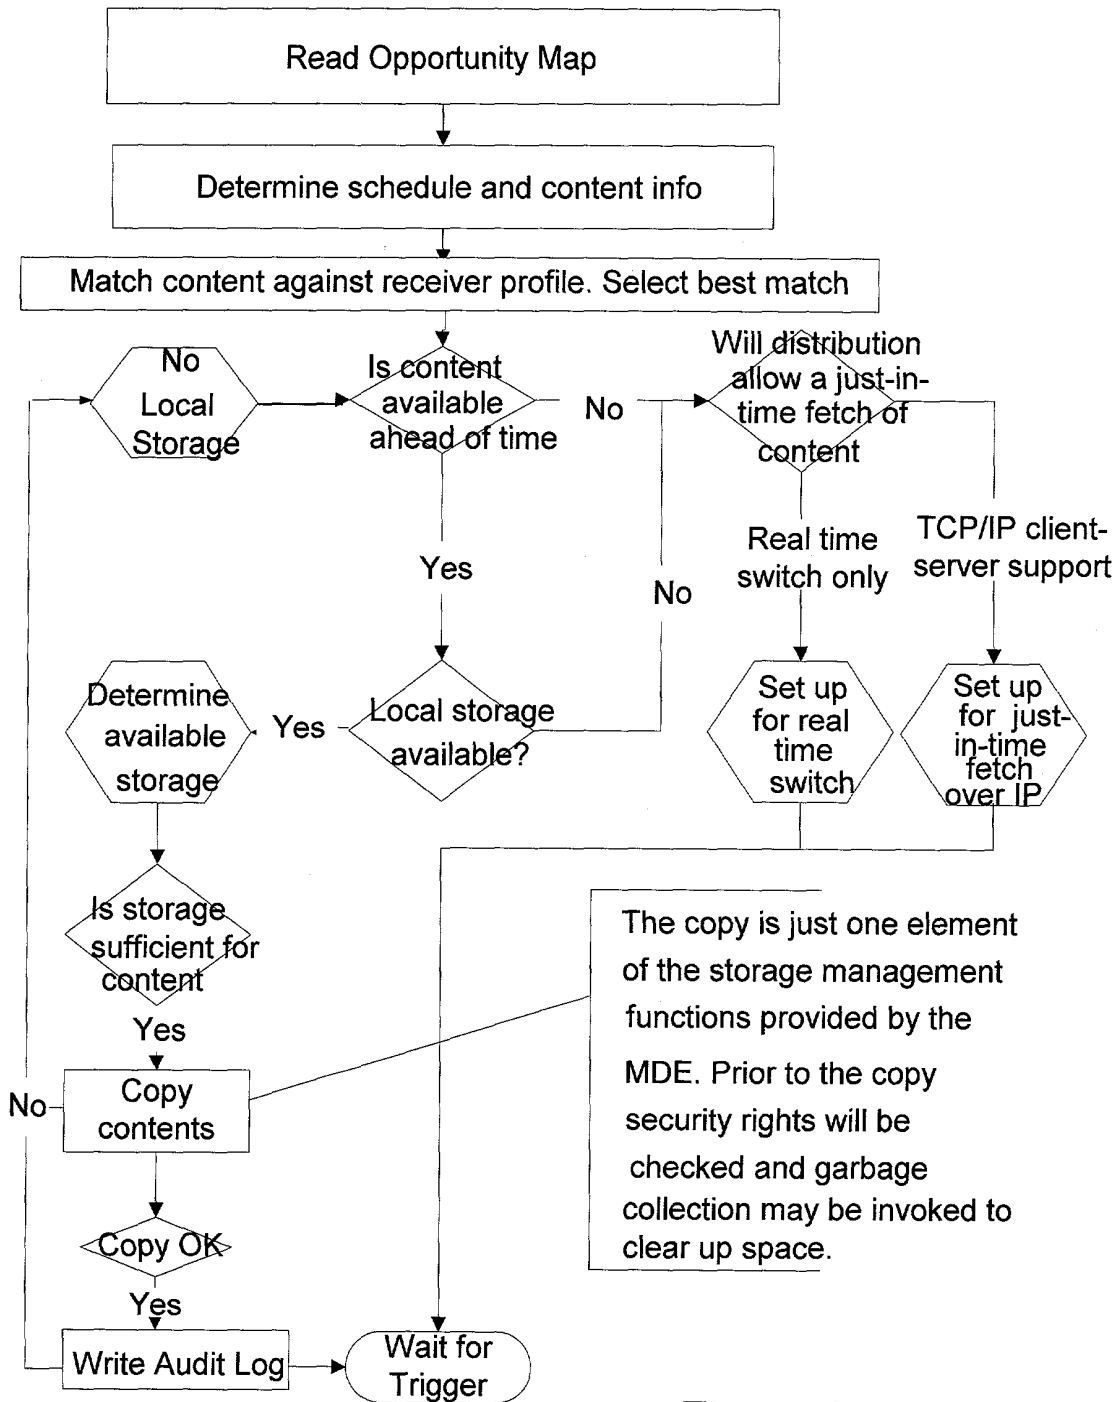 Read Opportunity Map
Determine schedule and content info
Match content against receiver profile. Select best match
No
Local
Storage
Is content
available
ahead of time
No
Will distribution
allow a just-in-
time fetch of
content
Yes
No
Real time
switch only
TCP/IP client-
server support
Determine
available
storage
Yes
Local storage
available?
Set up
for real
time
switch
Set up
for just-
in-time
fetch
over IP
Is storage
sufficient for
content
Yes
No
Copy
contents
The copy is just one element
of the storage management
functions provided by the
MDE. Prior to the copy
security rights will be
checked and garbage
collection may be invoked to
clear up space.
Copy OK
Yes
Write Audit Log
Wait for
Trigger